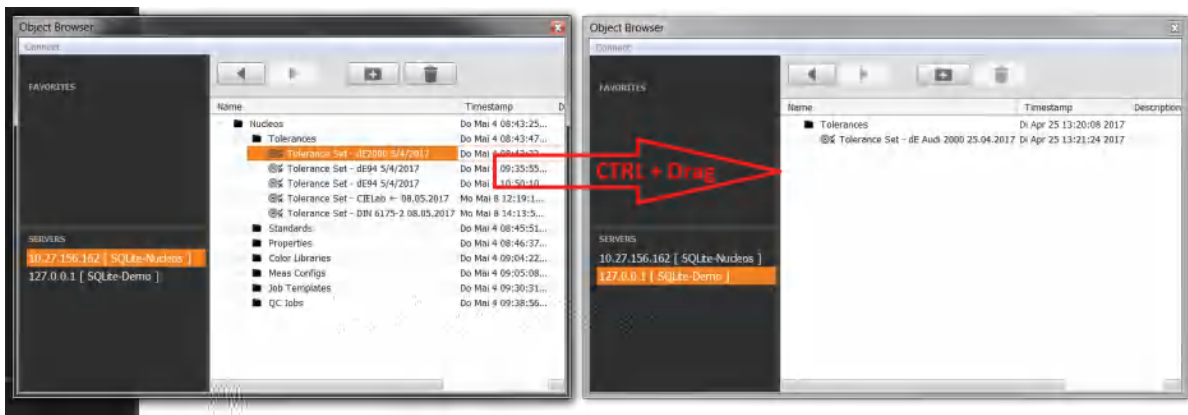 Object Browser
Connect
FAVORITES
Name Timestamp D
Nucleos Do Mai 4 08:43:25...
Tolerances Do Mai 4 08:43:47...
Tolerance Set - dE2000 5/4/2017 Do Mai 4
Tolerance Set - dE94 5/4/2017 Do Mai 09:35:55...
Tolerance Set - dE94 5/4/2017 Do Mai 10:50:10...
Tolerance Set - CIELab ← 08.05.2017 Mo Mai 8 12:19:1...
Tolerance Set - DIN 6175-2 08.05.2017 Mo Mai 8 14:13:5...
Standards Do Mai 4 08:45:51...
Properties Do Mai 4 08:46:37...
Color Libraries Do Mai 4 09:04:22...
Meas Configs Do Mai 4 09:05:08...
Job Templates Do Mai 4 09:30:31...
QC Jobs Do Mai 4 09:38:56...
SERVERS
10.27.156.162 [ SQLite-Nucleos ]
127.0.0.1 [ SQLite-Demo ]
CTRL + Drag
Object Browser
Connect
FAVORITES
Name Timestamp Description
Tolerances Di Apr 25 13:20:08 2017
Tolerance Set - dE Audi 2000 25.04.2017 Di Apr 25 13:21:24 2017
SERVERS
10.27.156.162 [ SQLite-Nucleos ]
127.0.0.1 [ SQLite-Demo ]